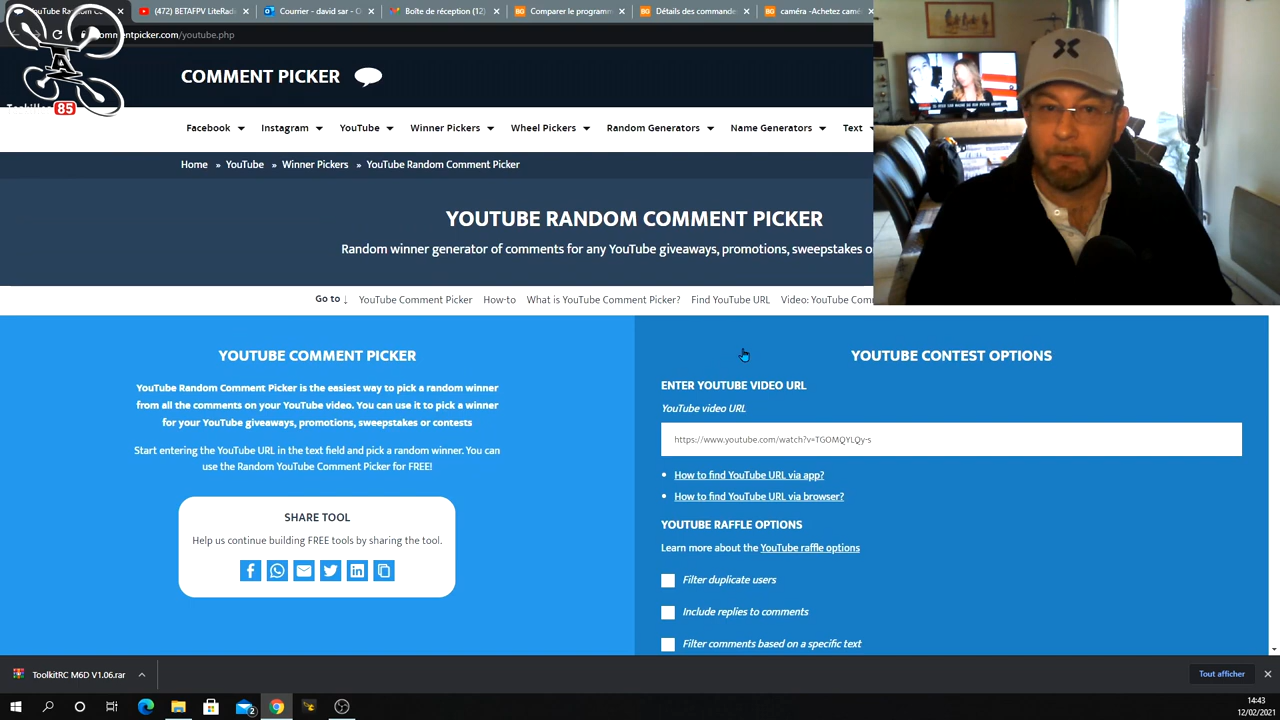 YouTube Random Co
(472) BETAFPV LiteRadi
Courrier - david sar - O
Boîte de réception (12)
Comparer le programm
Détails des commande
caméra -Achetez camé
commentpicker.com/youtube.php
A
85
COMMENT PICKER
Facebook Instagram YouTube Winner Pickers Wheel Pickers Random Generators Name Generators Text
Home » YouTube » Winner Pickers » YouTube Random Comment Picker
YOUTUBE RANDOM COMMENT PICKER
Random winner generator of comments for any YouTube giveaways, promotions, sweepstakes o
Go to ↓ YouTube Comment Picker How-to What is YouTube Comment Picker? Find YouTube URL Video: YouTube Com
YOUTUBE COMMENT PICKER
YouTube Random Comment Picker is the easiest way to pick a random winner
from all the comments on your YouTube video. You can use it to pick a winner
for your YouTube giveaways, promotions, sweepstakes or contests
Start entering the YouTube URL in the text field and pick a random winner. You can
use the Random YouTube Comment Picker for FREE!
SHARE TOOL
Help us continue building FREE tools by sharing the tool.
YOUTUBE CONTEST OPTIONS
ENTER YOUTUBE VIDEO URL
YouTube video URL
https://www.youtube.com/watch?v=TGOMQYLQy-s
• How to find YouTube URL via app?
• How to find YouTube URL via browser?
YOUTUBE RAFFLE OPTIONS
Learn more about the YouTube raffle options
Filter duplicate users
Include replies to comments
Filter comments based on a specific text
ToolkitRC M6D V1.06.rar
Tout afficher
2
14:43
12/02/2021